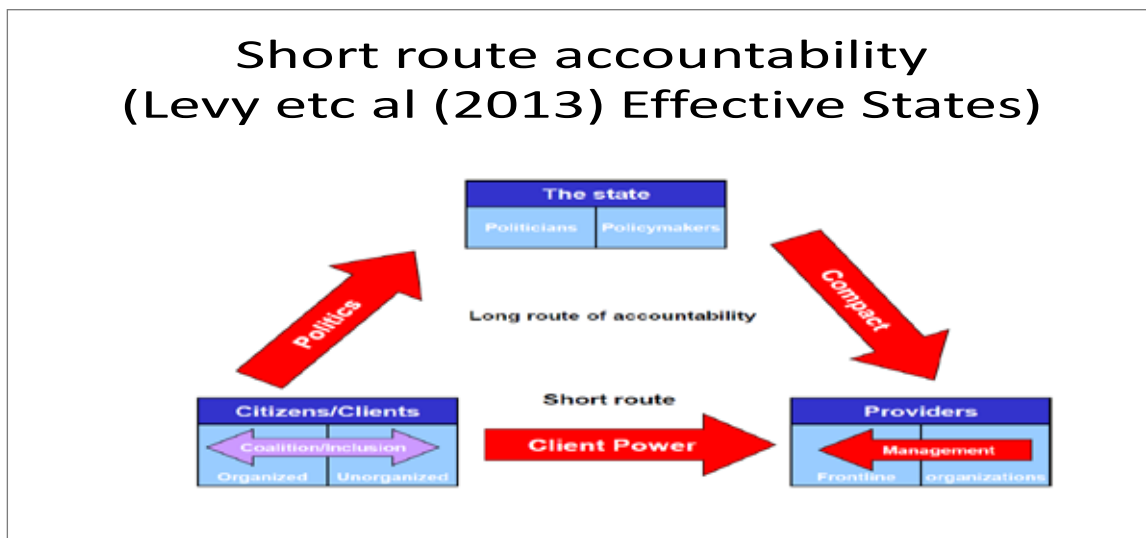 Short route accountability
(Levy etc al (2013) Effective States)
The state
Politicians
Policymakers
Politics
Compact
Long route of accountability
Short route
Citizens/Clients
Coalition/Inclusion
Organized
Unorganized
Client Power
Providers
Management
Frontline
organizations